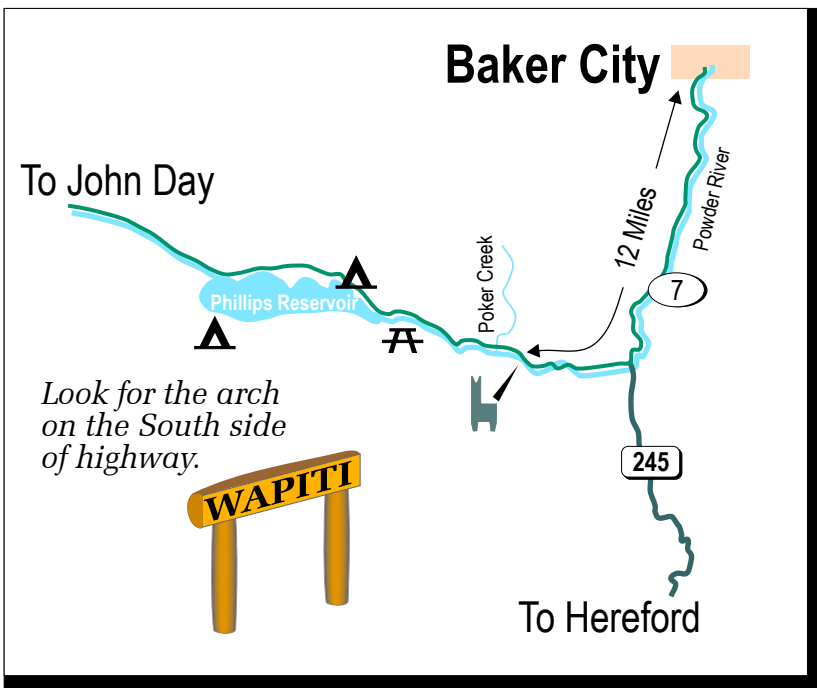 Baker City
To John Day
12 Miles
Powder River
Poker Creek
7
Phillips Reservoir
Look for the arch
on the South side
of highway.
245
WAPITI
To Hereford